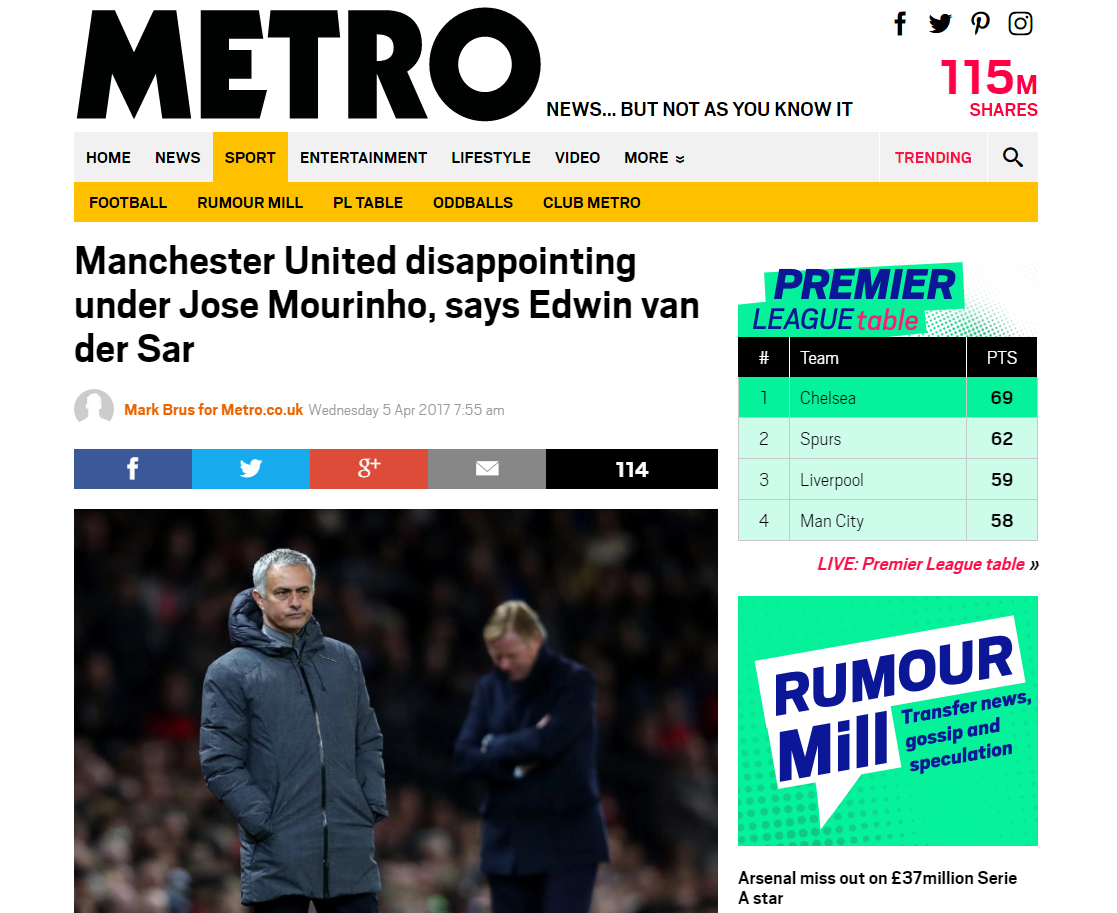 METRO
NEWS... BUT NOT AS YOU KNOW IT
115M
SHARES
HOME NEWS SPORT ENTERTAINMENT LIFESTYLE VIDEO MORE TRENDING
FOOTBALL RUMOUR MILL PL TABLE ODDBALLS CLUB METRO
Manchester United disappointing
under Jose Mourinho, says Edwin van
der Sar
Mark Brus for Metro.co.uk Wednesday 5 Apr 2017 7:55 am
f g+ 114
PREMIER
LEAGUE table
# Team PTS
1 Chelsea 69
2 Spurs 62
3 Liverpool 59
4 Man City 58
LIVE: Premier League table »
RUMOUR
Mill
Transfer news,
gossip and
speculation
Arsenal miss out on £37million Serie
A star